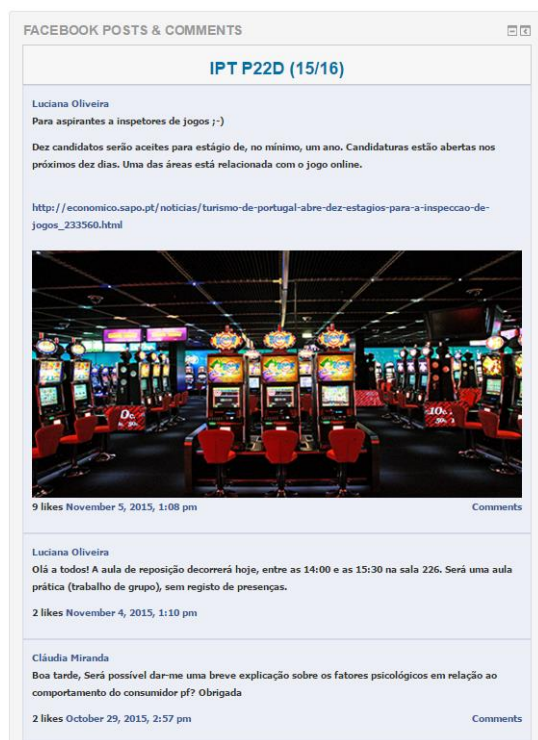 FACEBOOK POSTS & COMMENTS
IPT P22D (15/16)
Luciana Oliveira
Para aspirantes a inspetores de jogos ;-)
Dez candidatos serão aceites para estágio de, no mínimo, um ano. Candidaturas estão abertas nos
próximos dez dias. Uma das áreas está relacionada com o jogo online.
http://economico.sapo.pt/noticias/turismo-de-portugal-abre-dez-estagios-para-a-inspeccao-de-
jogos_233560.html
0c
10c
9 likes November 5, 2015, 1:08 pm Comments
Luciana Oliveira
Olá a todos! A aula de reposição decorrerá hoje, entre as 14:00 e as 15:30 na sala 226. Será uma aula
prática (trabalho de grupo), sem registo de presenças.
2 likes November 4, 2015, 1:10 pm
Cláudia Miranda
Boa tarde, Será possível dar-me uma breve explicação sobre os fatores psicológicos em relação ao
comportamento do consumidor pf? Obrigada
2 likes October 29, 2015, 2:57 pm Comments